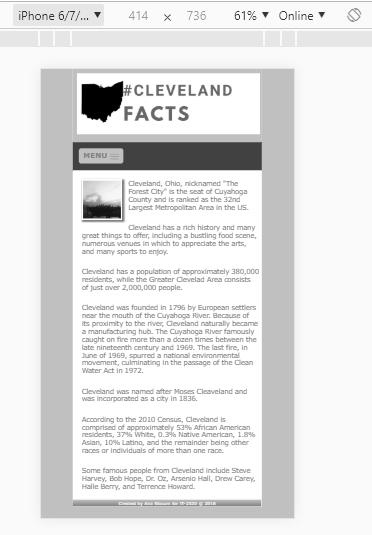 iPhone 6/7/... ▼ 414 × 736 61% ▼ Online ▼
#CLEVELAND
FACTS
MENU
Cleveland, Ohio, nicknamed "The
Forest City" is the seat of Cuyahoga
County and is ranked as the 32nd
Largest Metropolitan Area in the US.
Cleveland has a rich history and many
great things to offer, including a bustling food scene,
numerous venues in which to appreciate the arts,
and many sports to enjoy.
Cleveland has a population of approximately 380,000
residents, while the Greater Clevelad Area consists
of just over 2,000,000 people.
Cleveland was founded in 1796 by European settlers
near the mouth of the Cuyahoga River. Because of
its proximity to the river, Cleveland naturally became
a manufacturing hub. The Cuyahoga River famously
caught on fire more than a dozen times between the
late nineteenth century and 1969. The last fire, in
June of 1969, spurred a national environmental
movement, culminating in the passage of the Clean
Water Act in 1972.
Cleveland was named after Moses Cleaveland and
was incorporated as a city in 1836.
According to the 2010 Census, Cleveland is
comprised of approximately 53% African American
residents, 37% White, 0.3% Native American, 1.8%
Asian, 10% Latino, and the remainder being other
races or individuals of more than one race.
Some famous people from Cleveland include Steve
Harvey, Bob Hope, Dr. Oz, Arsenio Hall, Drew Carey,
Halle Berry, and Terrence Howard.
Created by Ana for IT-2320 @ 2018